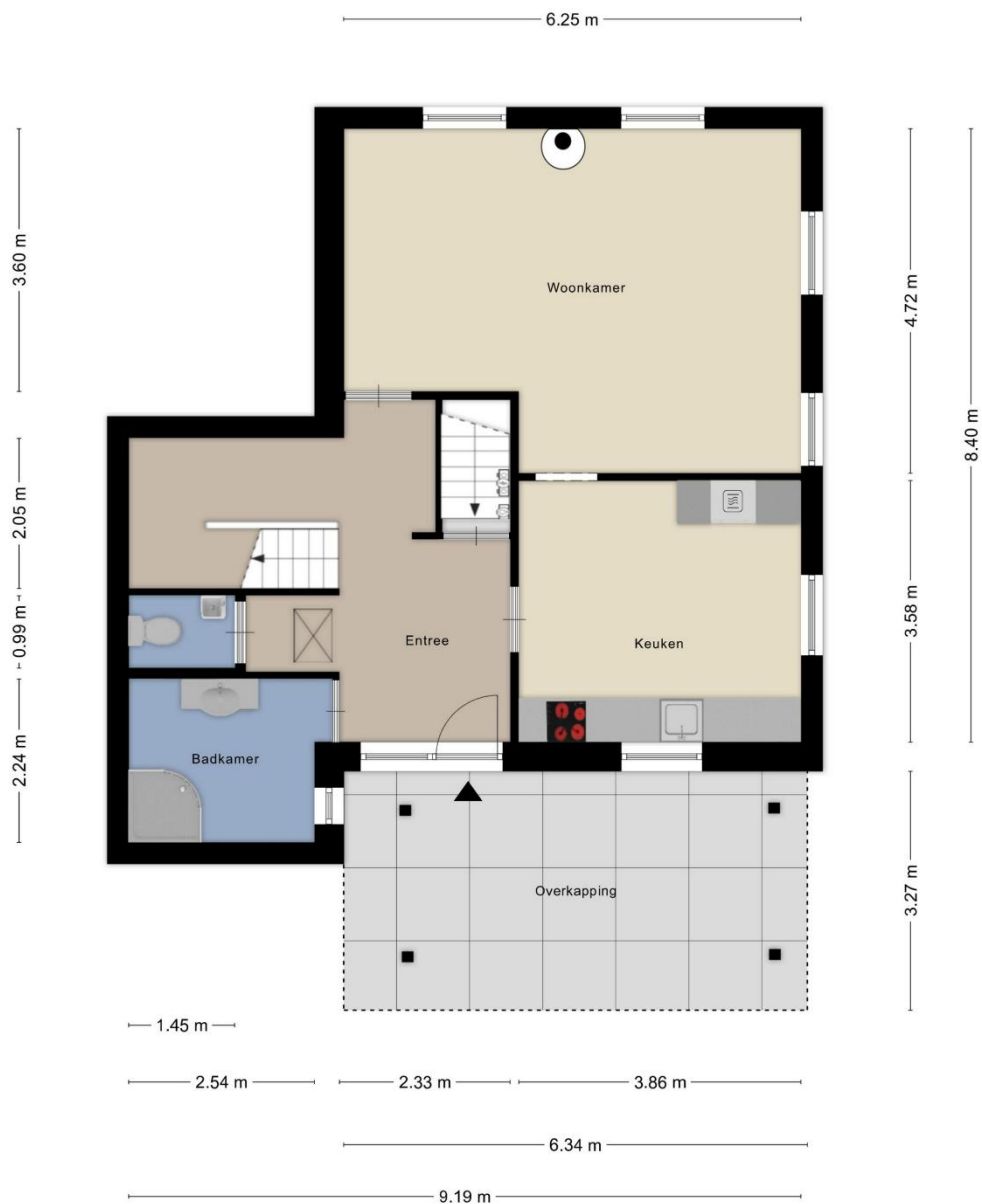 6.25 m
3.60 m
4.72 m
8.40 m
Woonkamer
2.05 m
0.99 m
3.58 m
Entree
Keuken
2.24 m
Badkamer
3.27 m
Overkapping
1.45 m
2.54 m
2.33 m
3.86 m
6.34 m
9.19 m